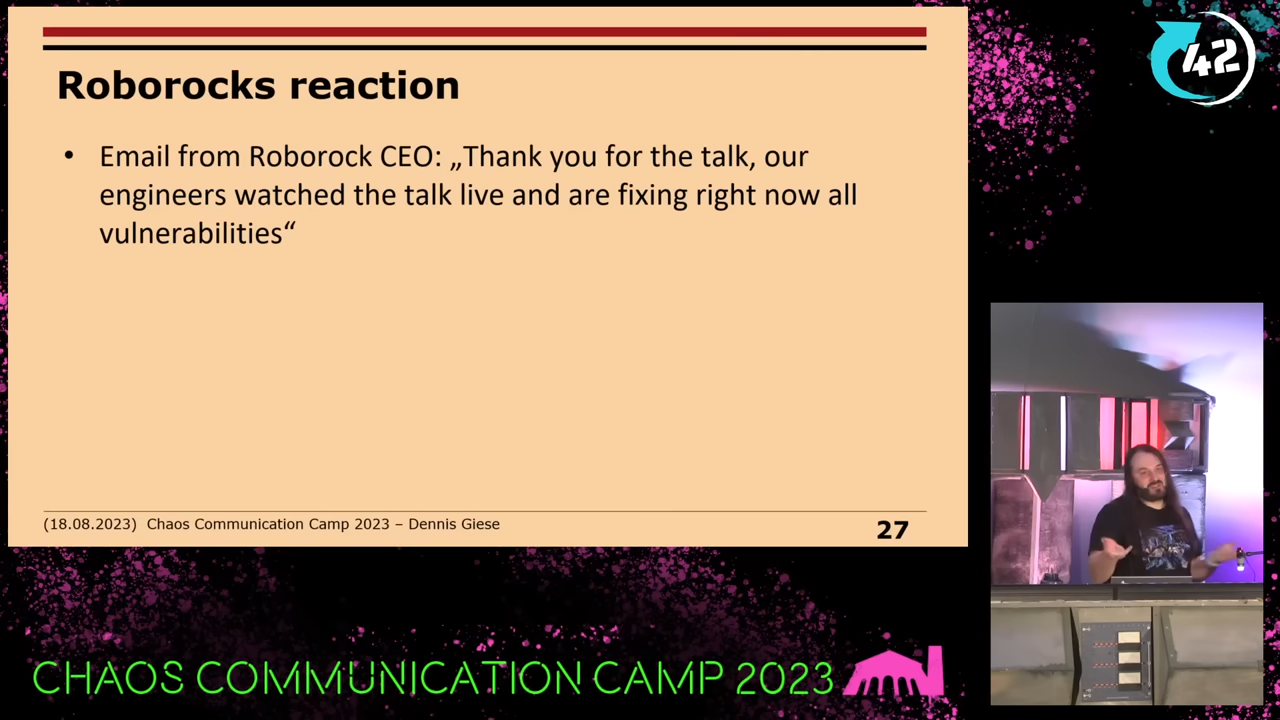 42
Roborocks reaction
• Email from Roborock CEO: „Thank you for the talk, our
engineers watched the talk live and are fixing right now all
vulnerabilities“
(18.08.2023) Chaos Communication Camp 2023 – Dennis Giese
27
CHAOS COMMUNICATION CAMP 2023